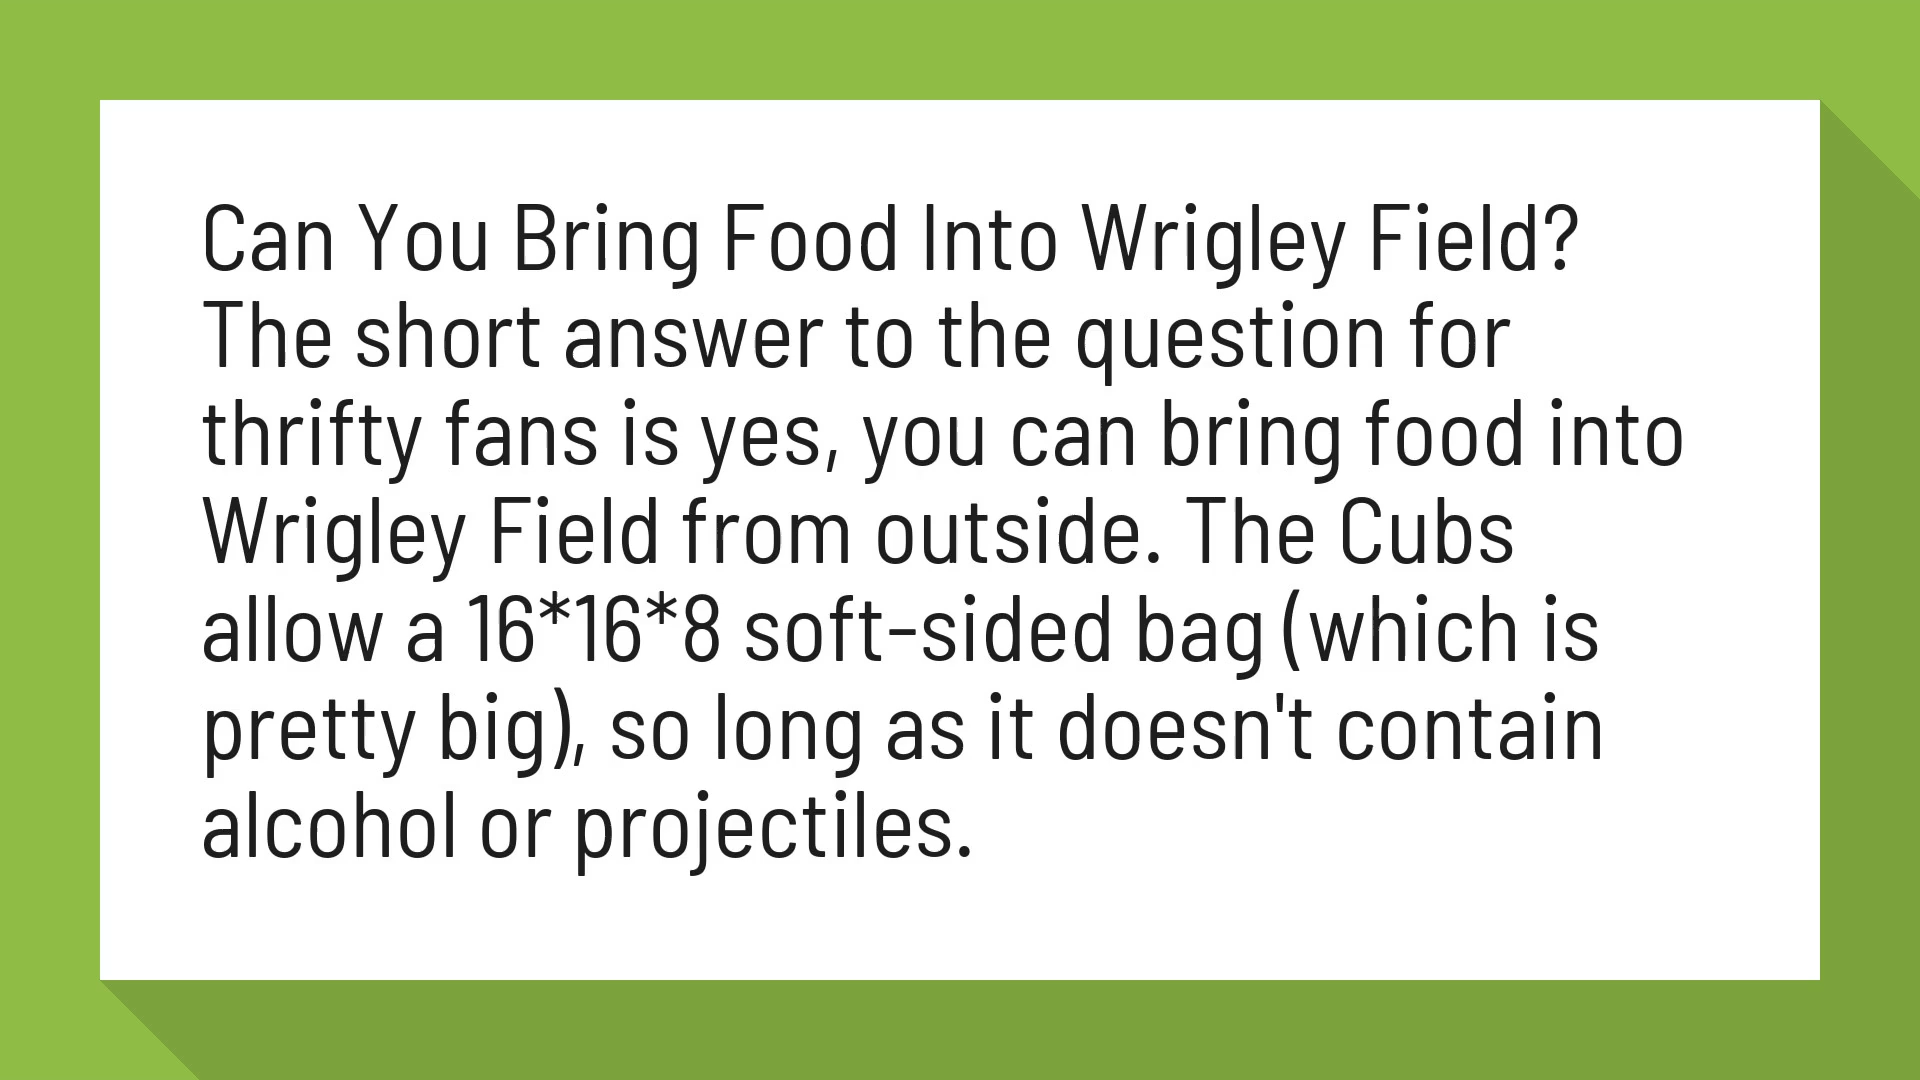 Can You Bring Food Into Wrigley Field?
The short answer to the question for
thrifty fans is yes, you can bring food into
Wrigley Field from outside. The Cubs
allow a 16*16*8 soft-sided bag (which is
pretty big), so long as it doesn't contain
alcohol or projectiles.